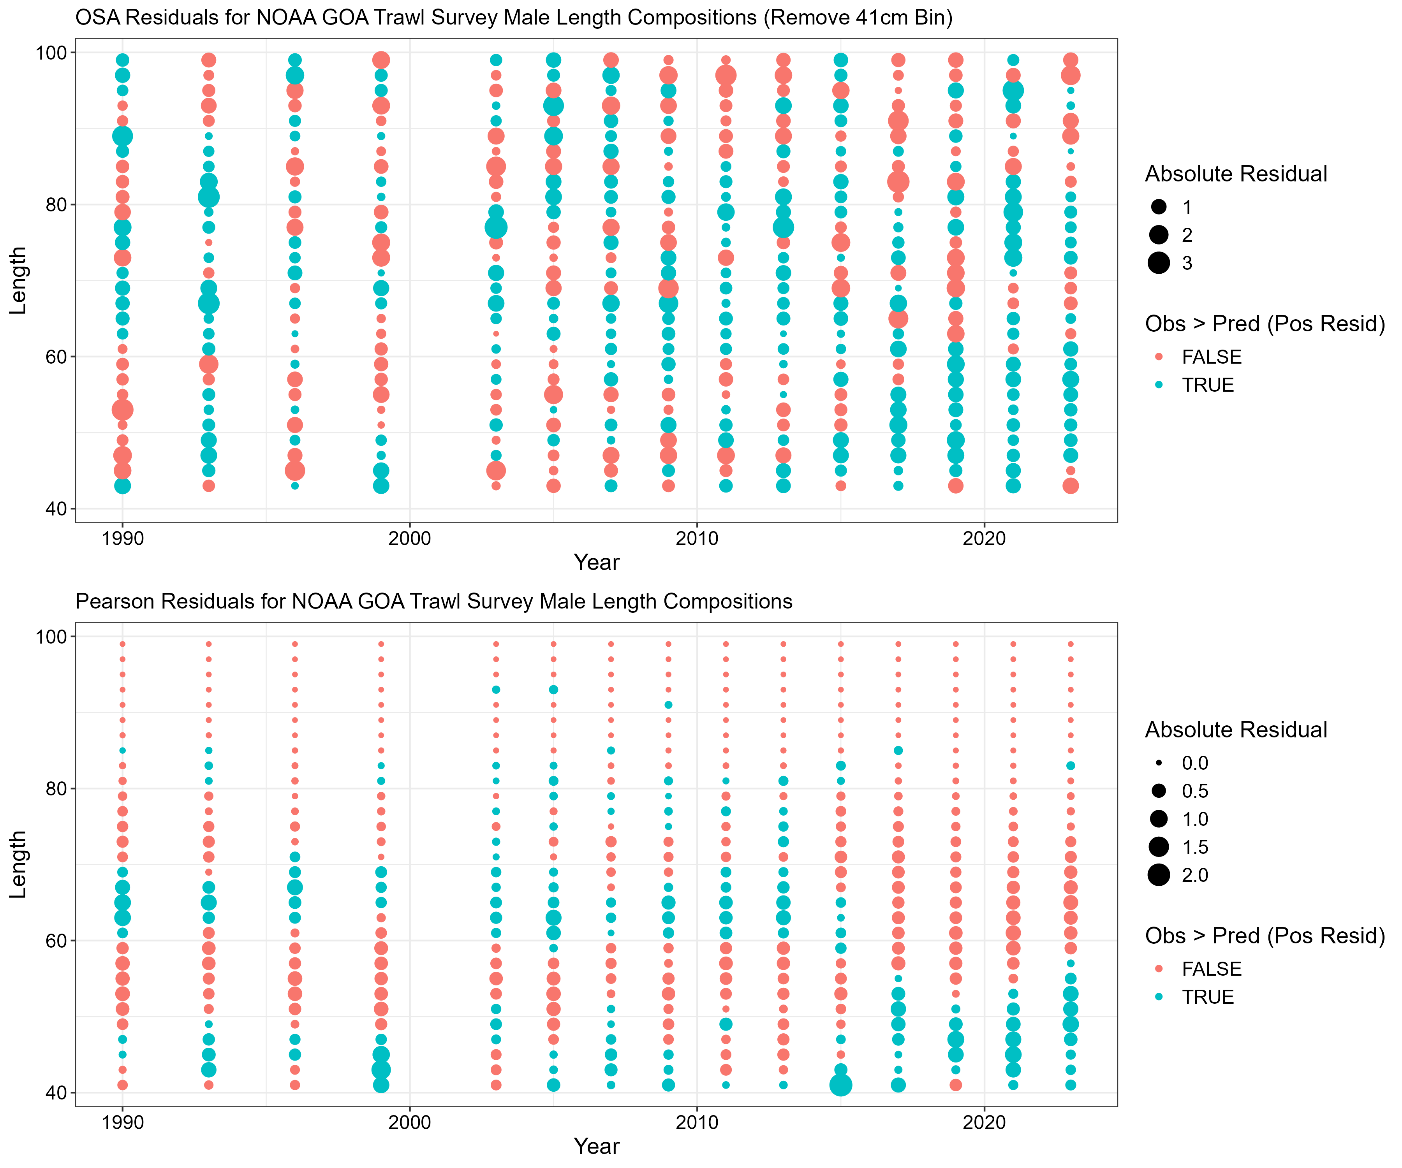 OSA Residuals for NOAA GOA Trawl Survey Male Length Compositions (Remove 41cm Bin)
100
80
60
40
Length
1990
2000
2010
2020
Year
Absolute Residual
1
2
3
Obs > Pred (Pos Resid)
FALSE
TRUE
Pearson Residuals for NOAA GOA Trawl Survey Male Length Compositions
100
80
60
40
Length
1990
2000
2010
2020
Year
Absolute Residual
0.0
0.5
1.0
1.5
2.0
Obs > Pred (Pos Resid)
FALSE
TRUE